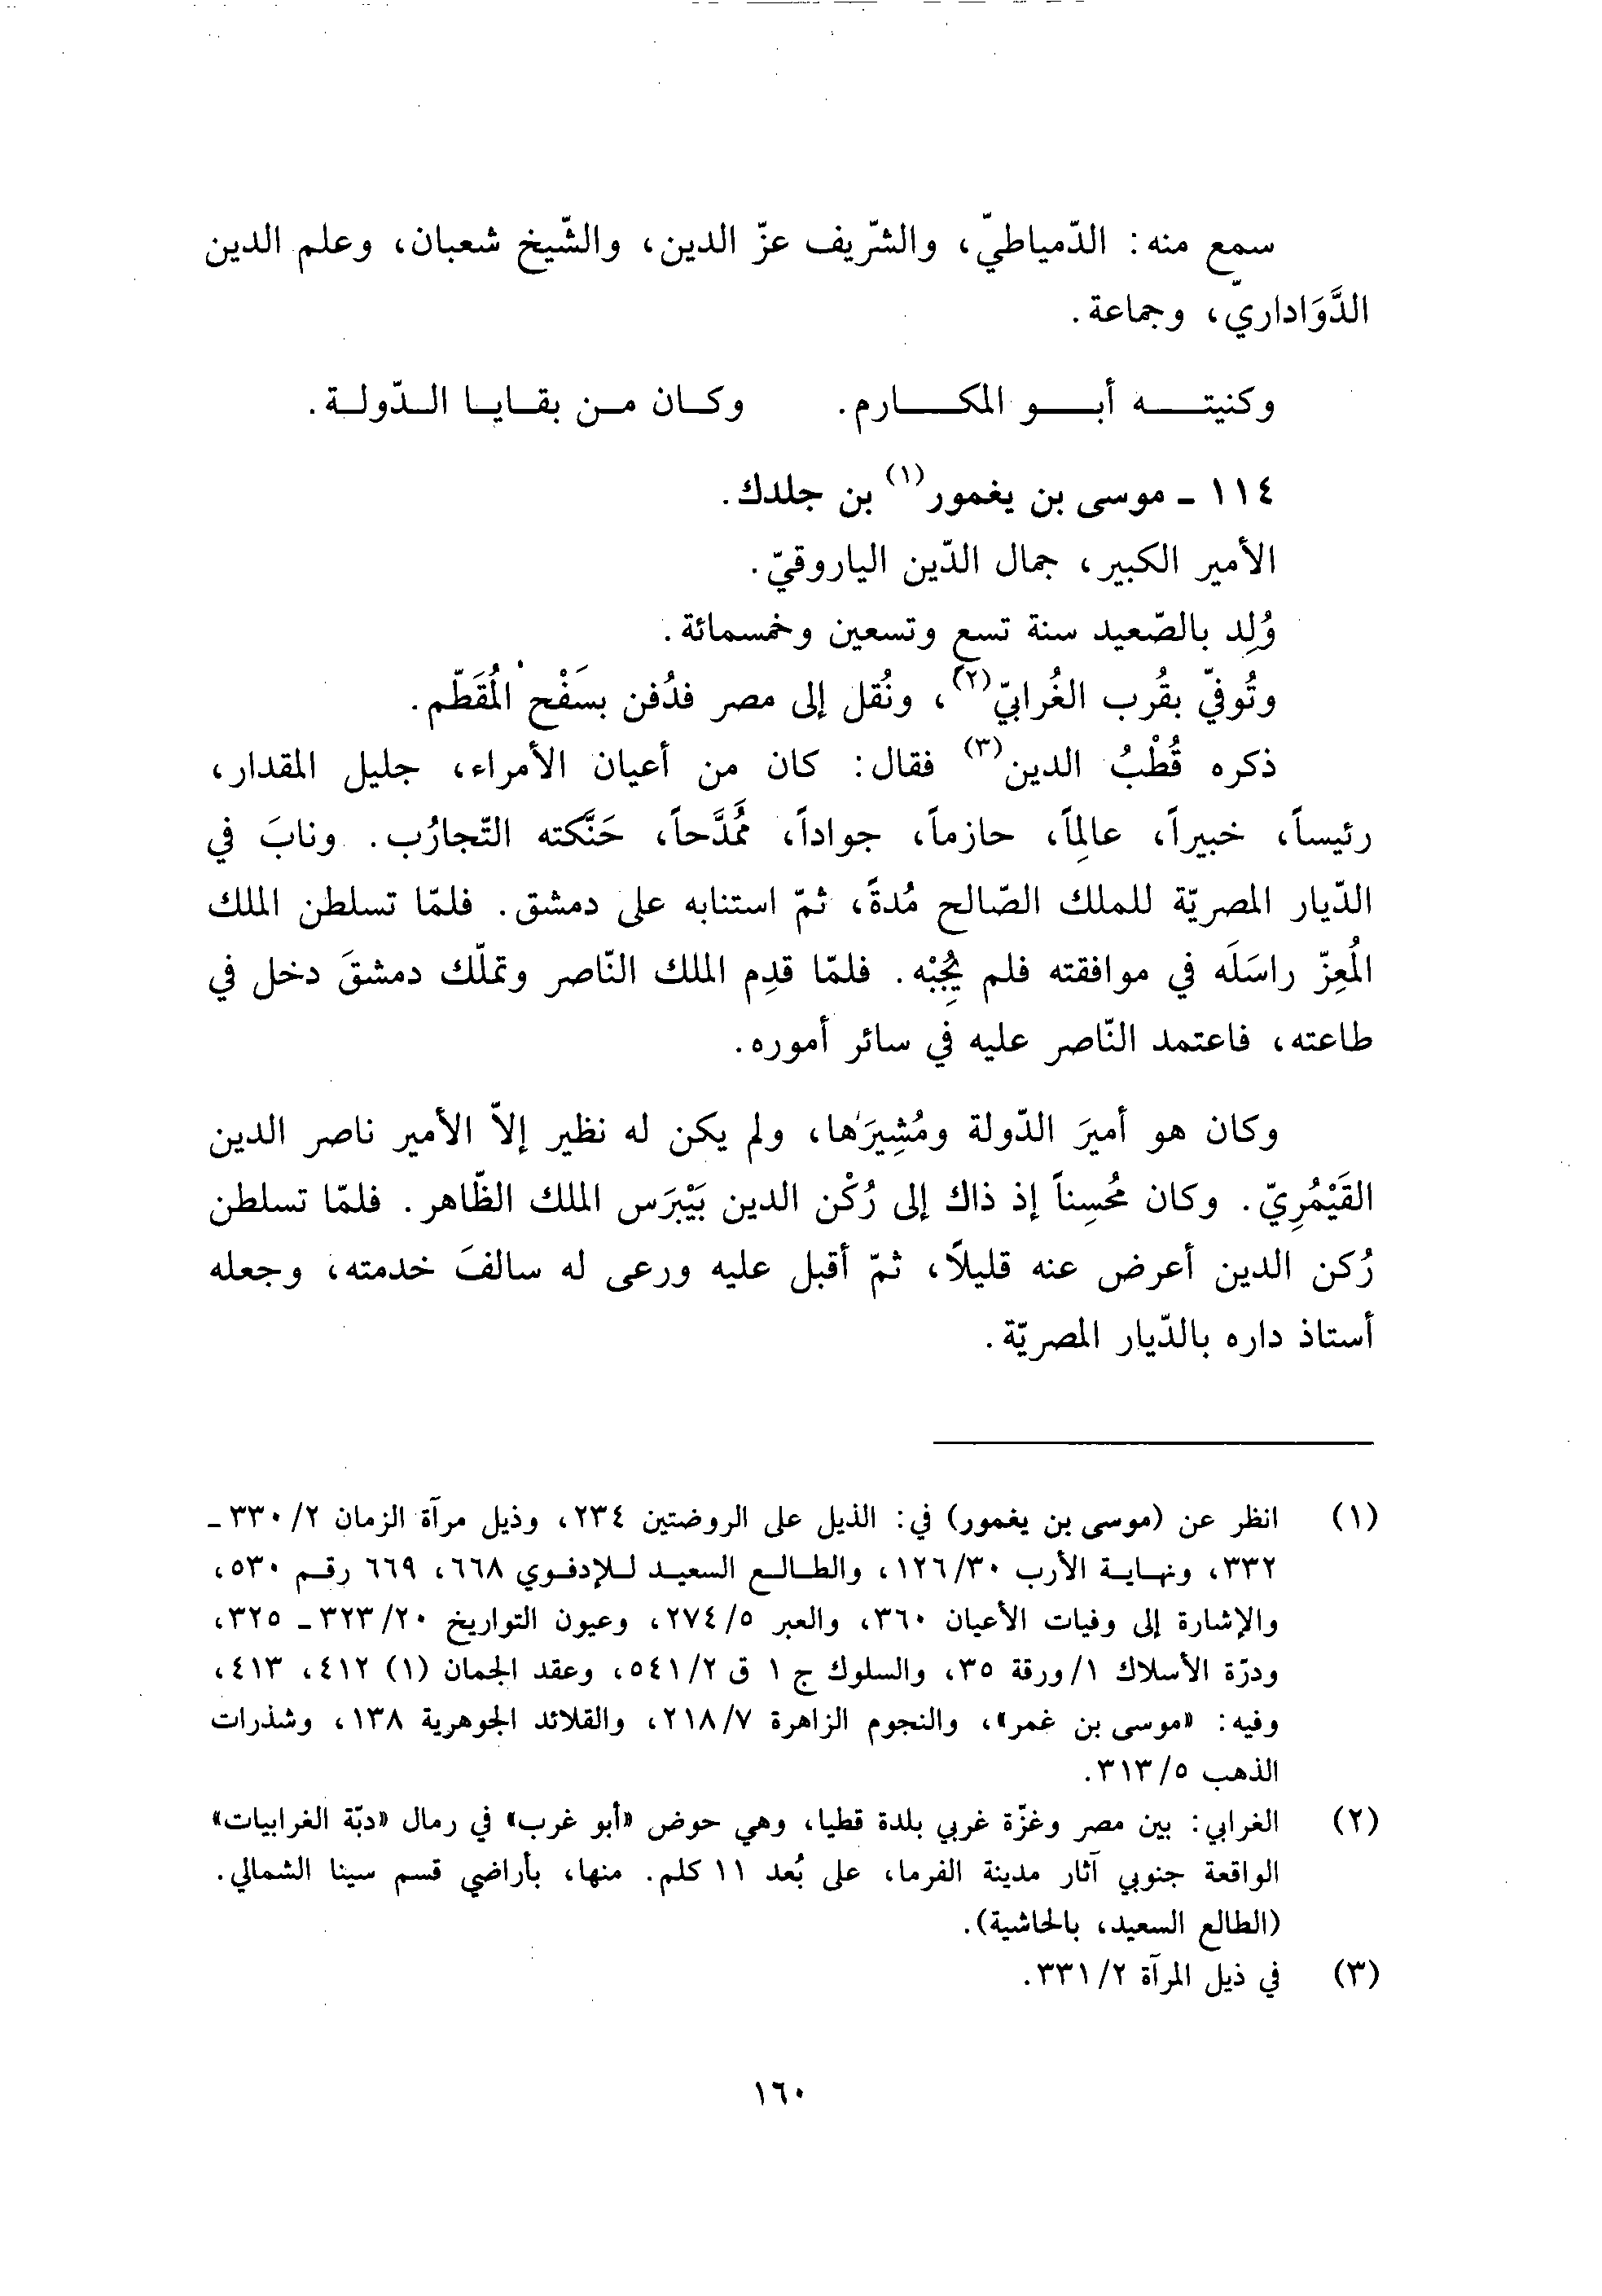 سمع منه: الدّمياطيّ، والشّريف عزّ الدين، والشّيخ شعبان، وعلم الدين
الدَّوَاداريّ، وجماعة.
وكنيته أبو المكارم. وكان من بقايا الدّولة.
١١٤ - موسى بن يغمور(١) بن جلدك.
الأمير الكبير، جمال الدّين الياروقيّ.
وُلِد بالصّعيد سنة تسع وتسعين وخمسمائة.
وتُوفيّ بقُرب الغُرابيّ(٢)، ونُقل إلى مصر فدُفن بسَفْح المُقَطّم.
ذكره قُطْبُ الدين(٣) فقال: كان من أعيان الأمراء، جليل المقدار،
رئيساً، خبيراً، عالِماً، حازماً، جواداً، مُمَدَّحاً، حَنَّكته التّجارُب. ونابَ في
الدّيار المصريّة للملك الصّالح مُدةً، ثمّ استنابه على دمشق. فلمّا تسلطن الملك
المُعِزّ راسَلَه في موافقته فلم يُجِبْه. فلمّا قدِم الملك النّاصر وتملّك دمشقَ دخل في
طاعته، فاعتمد النّاصر عليه في سائر أموره.
وكان هو أميرَ الدّولة ومُشِيرَها، ولم يكن له نظير إلاّ الأمير ناصر الدين
القَيْمُرِيّ. وكان مُحسِناً إذ ذاك إلى رُكْن الدين بَيْبَرَس الملك الظّاهر. فلمّا تسلطن
رُكن الدين أعرض عنه قليلًا، ثمّ أقبل عليه ورعى له سالفَ خدمته، وجعله
أستاذ داره بالدّيار المصريّة.
(١) انظر عن (موسى بن يغمور) في: الذيل على الروضتين ٢٣٤، وذيل مرآة الزمان ٢/ ٣٣٠ -
٣٣٢، ونهاية الأرب ٣٠/ ١٢٦، والطالع السعيد للإدفوي ٦٦٨، ٦٦٩ رقم ٥٣٠،
والإشارة إلى وفيات الأعيان ٣٦٠، والعبر ٥/ ٢٧٤، وعيون التواريخ ٢٠/ ٣٢٣ - ٣٢٥،
ودرّة الأسلاك ١/ ورقة ٣٥، والسلوك ج ١ ق ٢/ ٥٤١، وعقد الجمان (١) ٤١٢، ٤١٣،
وفيه: «موسى بن غمر»، والنجوم الزاهرة ٧/ ٢١٨، والقلائد الجوهرية ١٣٨، وشذرات
الذهب ٥/ ٣١٣.
(٢) الغرابي: بين مصر وغزّة غربي بلدة قطيا، وهي حوض «أبو غرب» في رمال «دبّة الغرابيات»
الواقعة جنوبي آثار مدينة الفرما، على بُعد ١١ كلم. منها، بأراضي قسم سينا الشمالي.
(الطالع السعيد، بالحاشية).
(٣) في ذيل المرآة ٢/ ٣٣١.
١٦٠